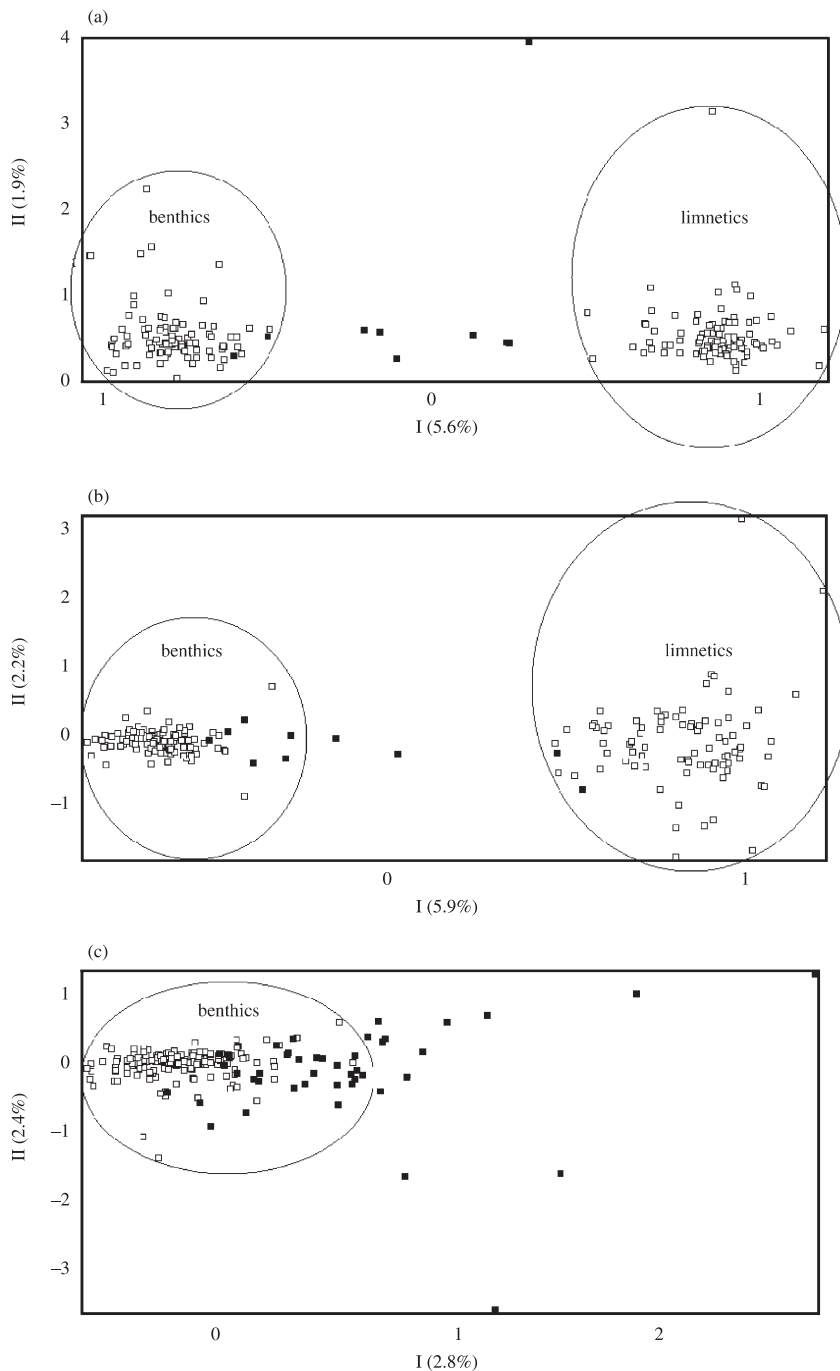 (a)
4
3
2
1
0
II (1.9%)
benthics
limnetics
1
0
1
I (5.6%)
(b)
3
2
1
0
–1
II (2.2%)
benthics
limnetics
0
1
I (5.9%)
(c)
1
0
–1
–2
–3
II (2.4%)
benthics
0
1
2
I (2.8%)